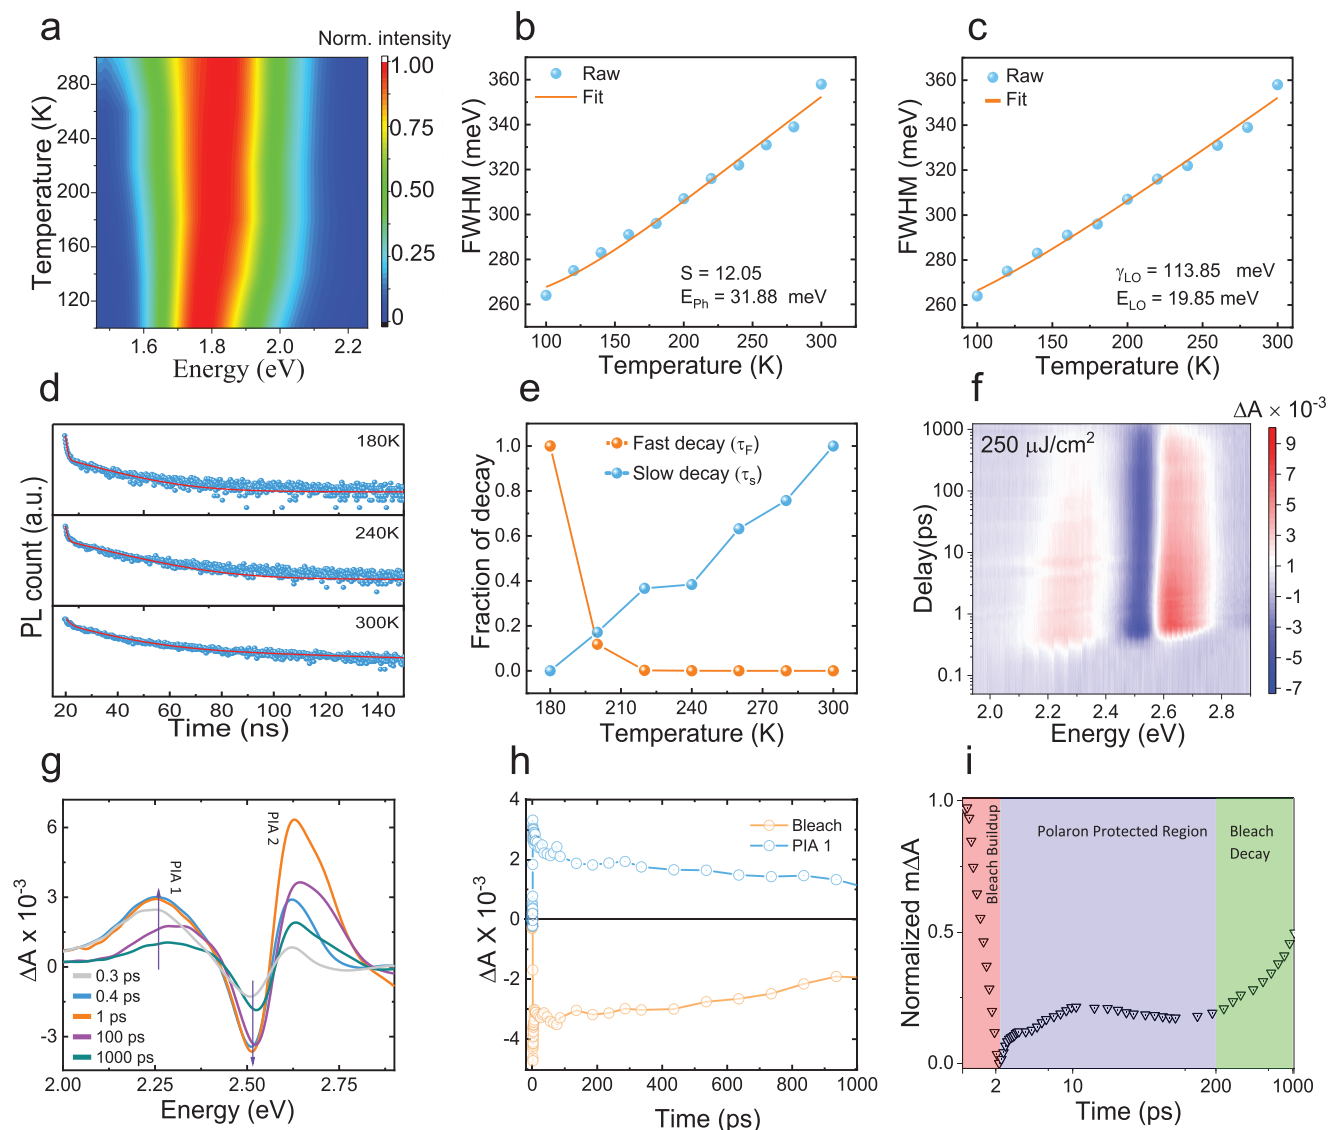 a
Norm. intensity
1.00
0.75
0.50
0.25
0
280
240
200
160
120
Temperature (K)
1.6
1.8
2.0
2.2
Energy (eV)
b
Raw
Fit
360
340
320
300
280
260
FWHM (meV)
S = 12.05
E_Ph = 31.88 meV
100
150
200
250
300
Temperature (K)
c
Raw
Fit
360
340
320
300
280
260
FWHM (meV)
γ_LO = 113.85 meV
E_LO = 19.85 meV
100
150
200
250
300
Temperature (K)
d
180K
240K
300K
PL count (a.u.)
20
40
60
80
100
120
140
Time (ns)
e
Fast decay (τ_F)
Slow decay (τ_s)
1.0
0.8
0.6
0.4
0.2
0.0
Fraction of decay
180
200
220
240
260
280
300
Temperature (K)
f
ΔA × 10⁻³
250 μJ/cm²
1000
100
10
1
0.1
Delay(ps)
2.0
2.2
2.4
2.6
2.8
Energy (eV)
9
7
5
3
1
-1
-3
-5
-7
g
PIA 1
PIA 2
6
3
0
−3
ΔA x 10⁻³
0.3 ps
0.4 ps
1 ps
100 ps
1000 ps
2.00
2.25
2.50
2.75
Energy (eV)
h
Bleach
PIA 1
4
2
0
-2
-4
ΔA X 10⁻³
0
200
400
600
800
1000
Time (ps)
i
Bleach Buildup
Polaron Protected Region
Bleach
Decay
1.0
0.5
0.0
Normalized mΔA
2
10
200
1000
Time (ps)